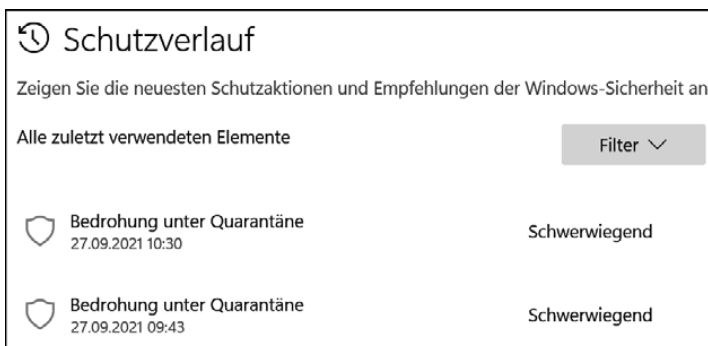 Schutzverlauf
Zeigen Sie die neuesten Schutzaktionen und Empfehlungen der Windows-Sicherheit an
Alle zuletzt verwendeten Elemente
Filter
Bedrohung unter Quarantäne
Schwerwiegend
27.09.2021 10:30
Bedrohung unter Quarantäne
Schwerwiegend
27.09.2021 09:43